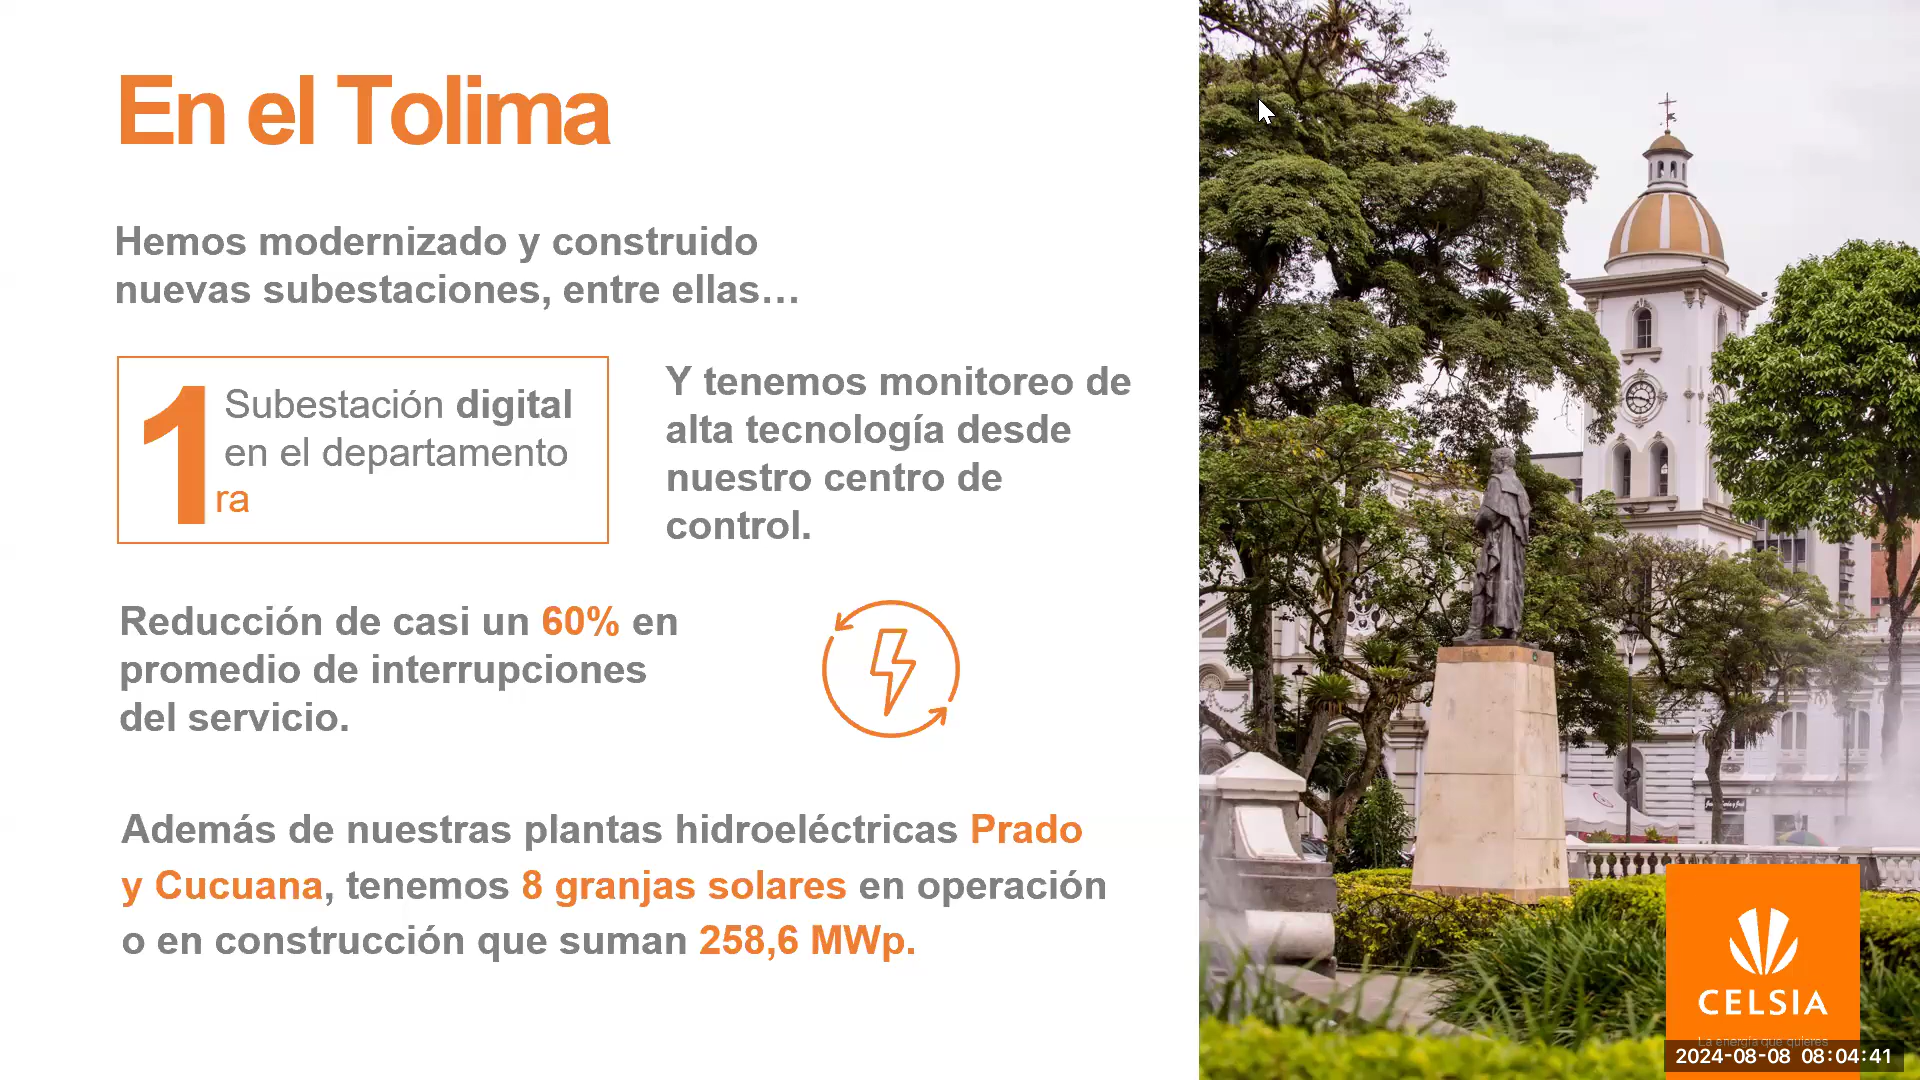 En el Tolima
Hemos modernizado y construido
nuevas subestaciones, entre ellas…
1
ra
Subestación digital
en el departamento
Y tenemos monitoreo de
alta tecnología desde
nuestro centro de
control.
Reducción de casi un 60% en
promedio de interrupciones
del servicio.
Además de nuestras plantas hidroeléctricas Prado
y Cucuana, tenemos 8 granjas solares en operación
o en construcción que suman 258,6 MWp.
CELSIA
La energía que quieres
2024-08-08 08:04:41